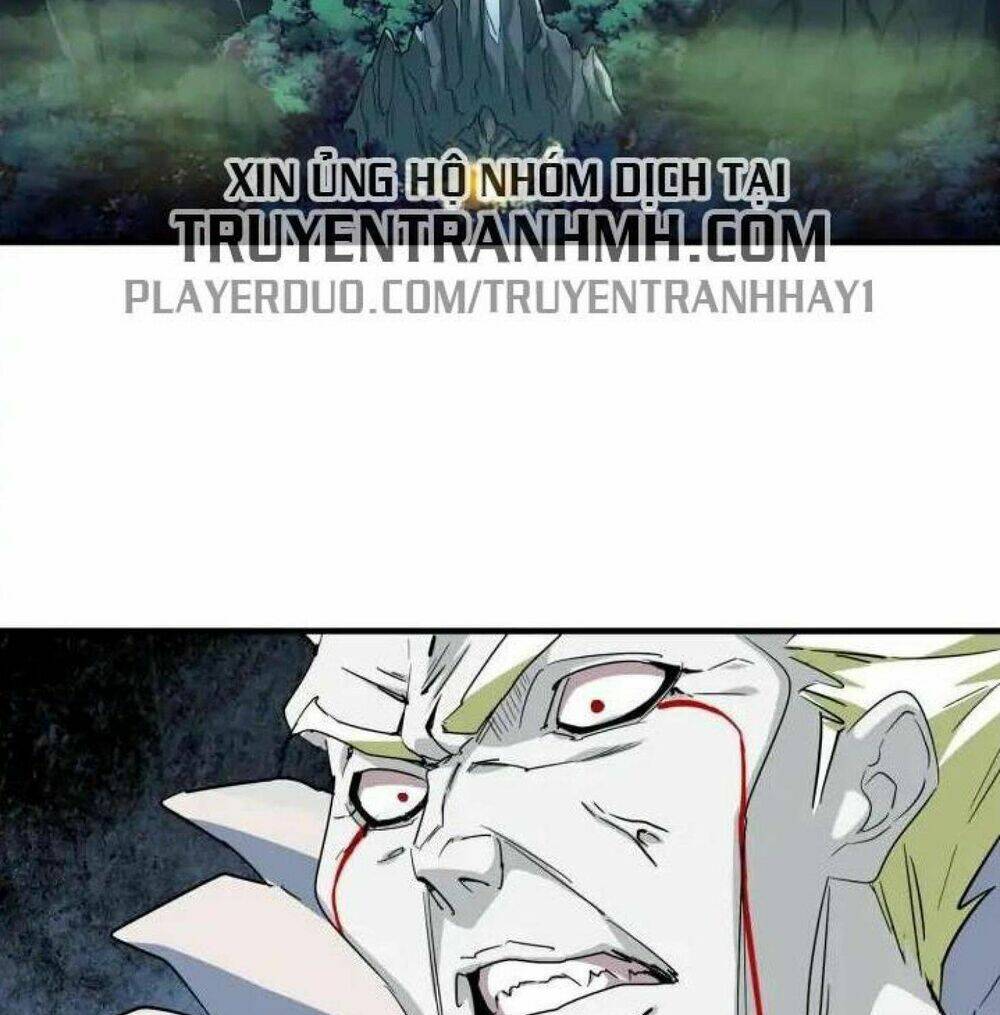 XIN ỦNG HỘ NHÓM DỊCH TẠI
TRUYENTRANHMH.COM
PLAYERDUO.COM/TRUYENTRANHHAY1